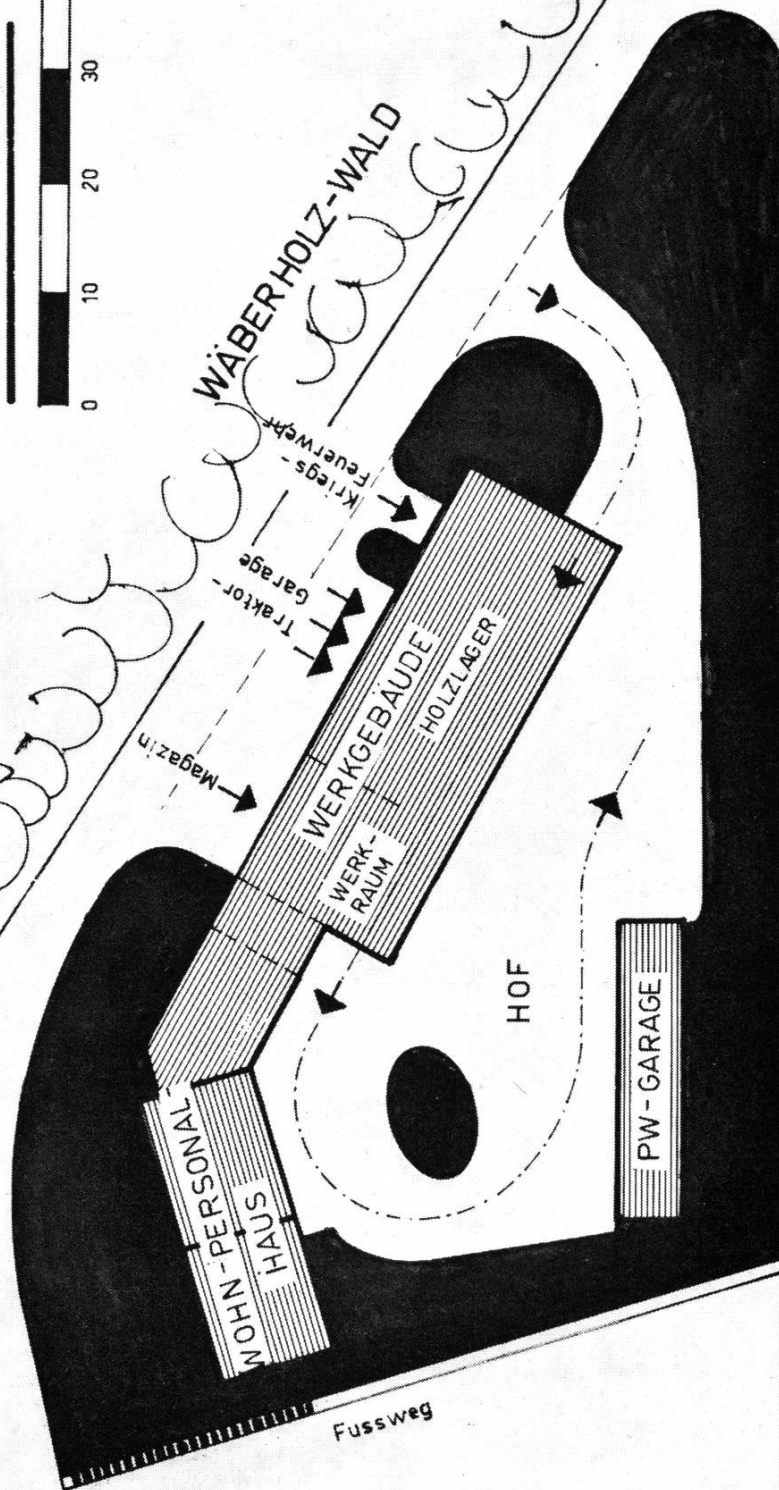 0 10 20 30
WÄBERHOLZ-WALD
Kriegs-
Feuerwehr
Traktor-
Garage
Magazin
WERKGEBÄUDE
HOLZLAGER
WERK-
RAUM
HOF
WOHN-PERSONAL-
HAUS
PW-GARAGE
Fussweg